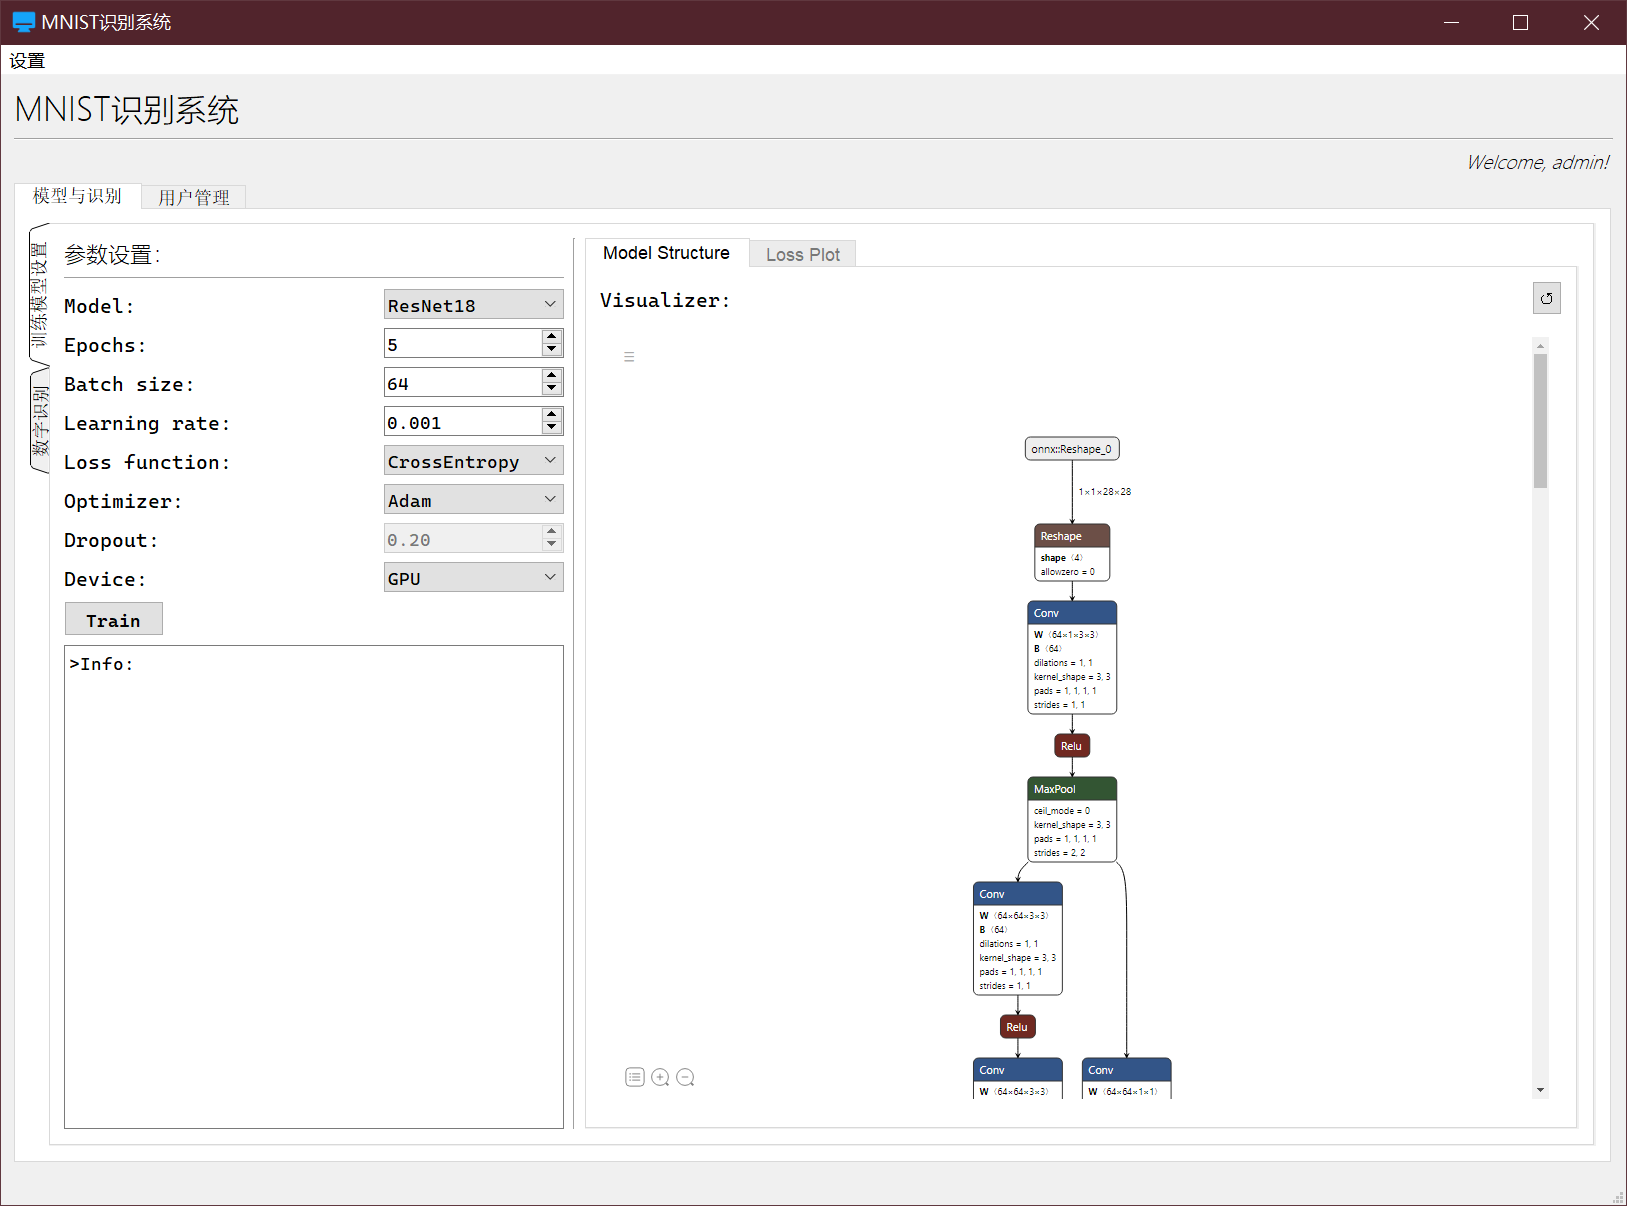 MNIST识别系统
设置
MNIST识别系统
Welcome, admin!
模型与识别
用户管理
训练模型设置
数字识别
参数设置：
Model:
ResNet18
Epochs:
5
Batch size:
64
Learning rate:
0.001
Loss function:
CrossEntropy
Optimizer:
Adam
Dropout:
0.20
Device:
GPU
Train
>Info:
Model Structure
Loss Plot
Visualizer:
onnx::Reshape_0
1×1×28×28
Reshape
shape ⟨4⟩
allowzero = 0
Conv
W ⟨64×1×3×3⟩
B ⟨64⟩
dilations = 1, 1
kernel_shape = 3, 3
pads = 1, 1, 1, 1
strides = 1, 1
Relu
MaxPool
ceil_mode = 0
kernel_shape = 3, 3
pads = 1, 1, 1, 1
strides = 2, 2
Conv
W ⟨64×64×3×3⟩
B ⟨64⟩
dilations = 1, 1
kernel_shape = 3, 3
pads = 1, 1, 1, 1
strides = 1, 1
Relu
Conv
W ⟨64×64×3×3⟩
Conv
W ⟨64×64×1×1⟩